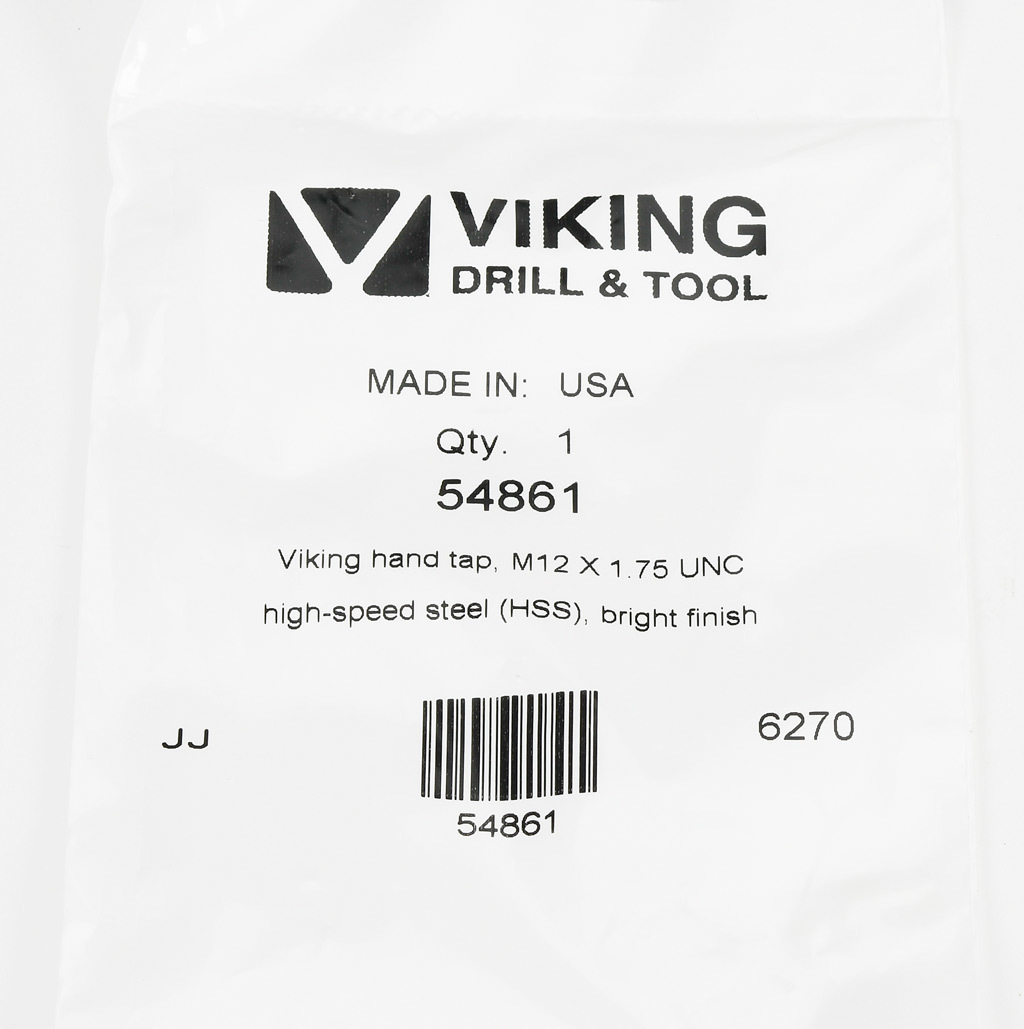 VIKING
DRILL & TOOL
MADE IN: USA
Qty. 1
54861
Viking hand tap, M12 X 1.75 UNC
high-speed steel (HSS), bright finish
JJ
6270
54861